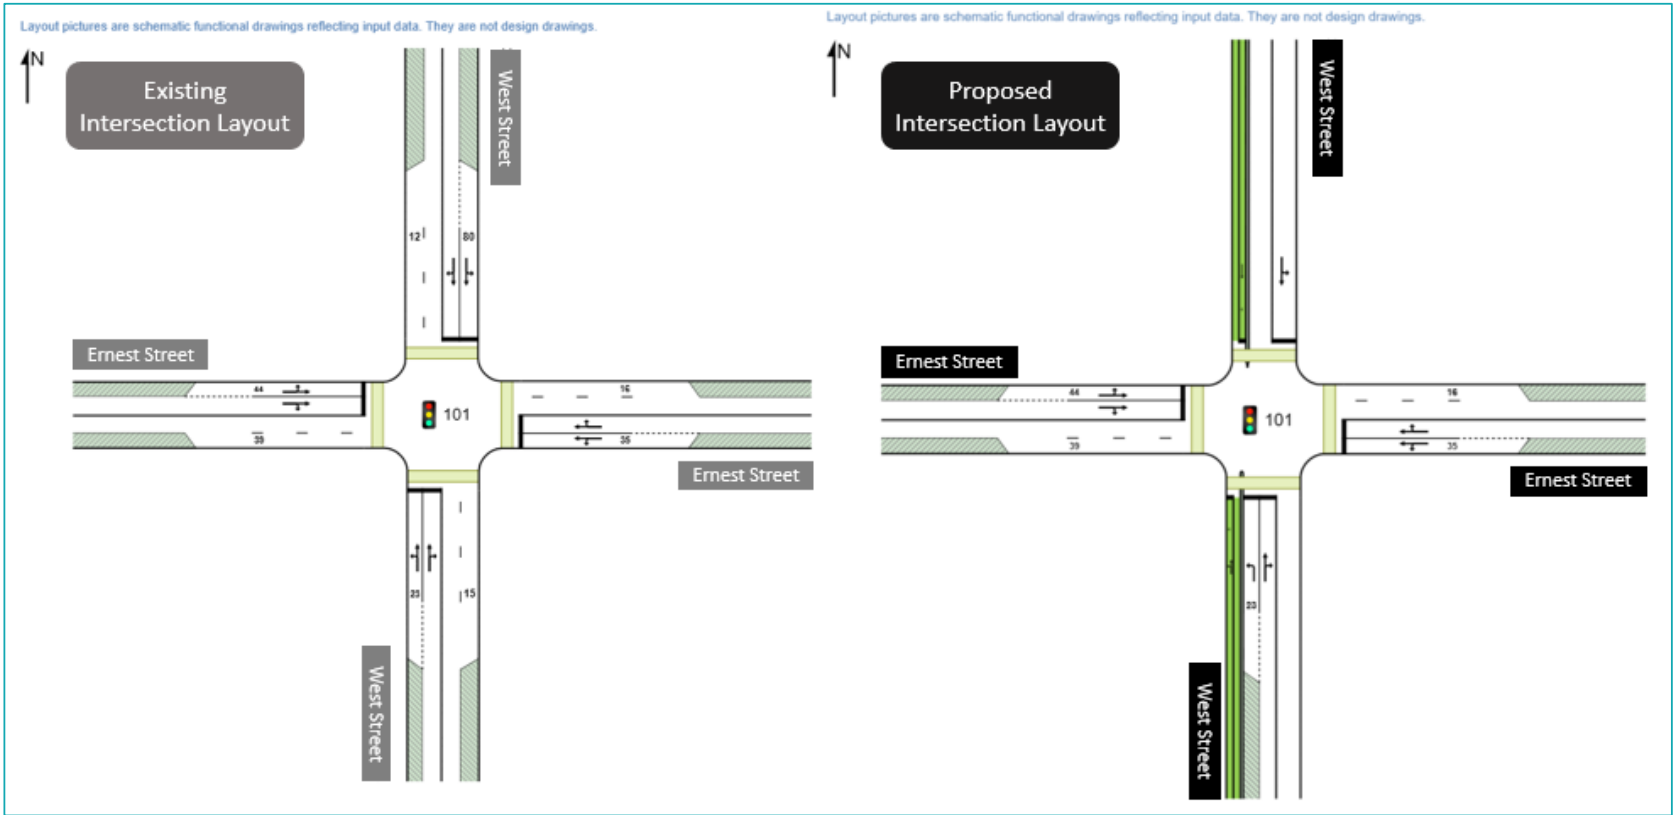 Layout pictures are schematic functional drawings reflecting input data. They are not design drawings.
N
Existing
Intersection Layout
West Street
12
80
Ernest Street
44
16
101
39
35
Ernest Street
23
15
West Street
Layout pictures are schematic functional drawings reflecting input data. They are not design drawings.
N
Proposed
Intersection Layout
West Street
Ernest Street
44
16
101
39
35
Ernest Street
23
West Street